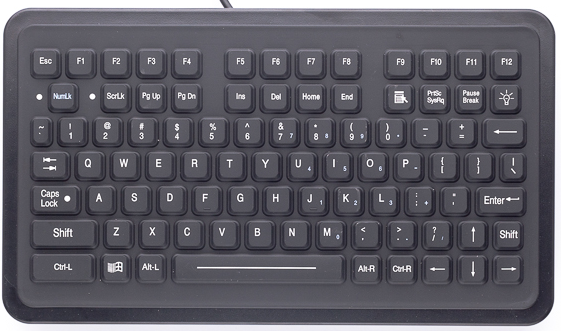 Esc F1 F2 F3 F4 F5 F6 F7 F8 F9 F10 F11 F12
NumLk ScrLk Pg Up Pg Dn Ins Del Home End PrtSc SysRq Pause Break
~ ! 1 @ 2 # 3 $ 4 % 5 ^ 6 & 7 7 * 8 8 ( 9 9 ) 0 * - + =
Q W E R T Y U 4 I 5 O 6 P - { [ } ] | \
Caps Lock A S D F G H J 1 K 2 L 3 : ; + " ' Enter
Shift Z X C V B N M 0 < , > . ? / Shift
Ctrl-L Alt-L Alt-R Ctrl-R